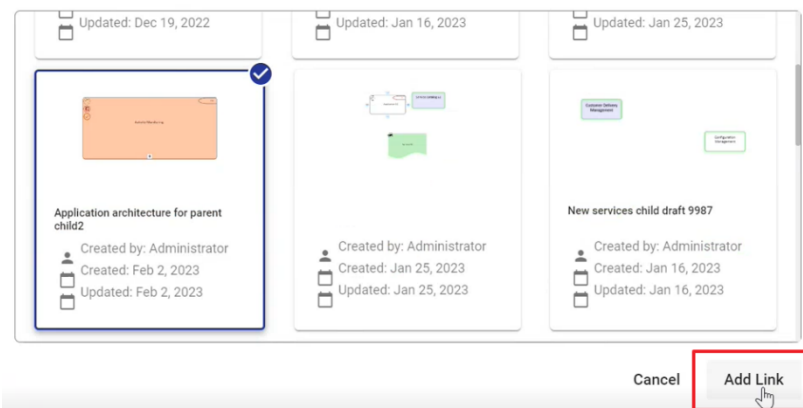 Updated: Dec 19, 2022
Updated: Jan 16, 2023
Updated: Jan 25, 2023
Application architecture for parent
child2
Created by: Administrator
Created: Feb 2, 2023
Updated: Feb 2, 2023
Created by: Administrator
Created: Jan 25, 2023
Updated: Jan 25, 2023
Customer Delivery
Management
Configuration
Management
New services child draft 9987
Created by: Administrator
Created: Jan 16, 2023
Updated: Jan 16, 2023
Cancel
Add Link